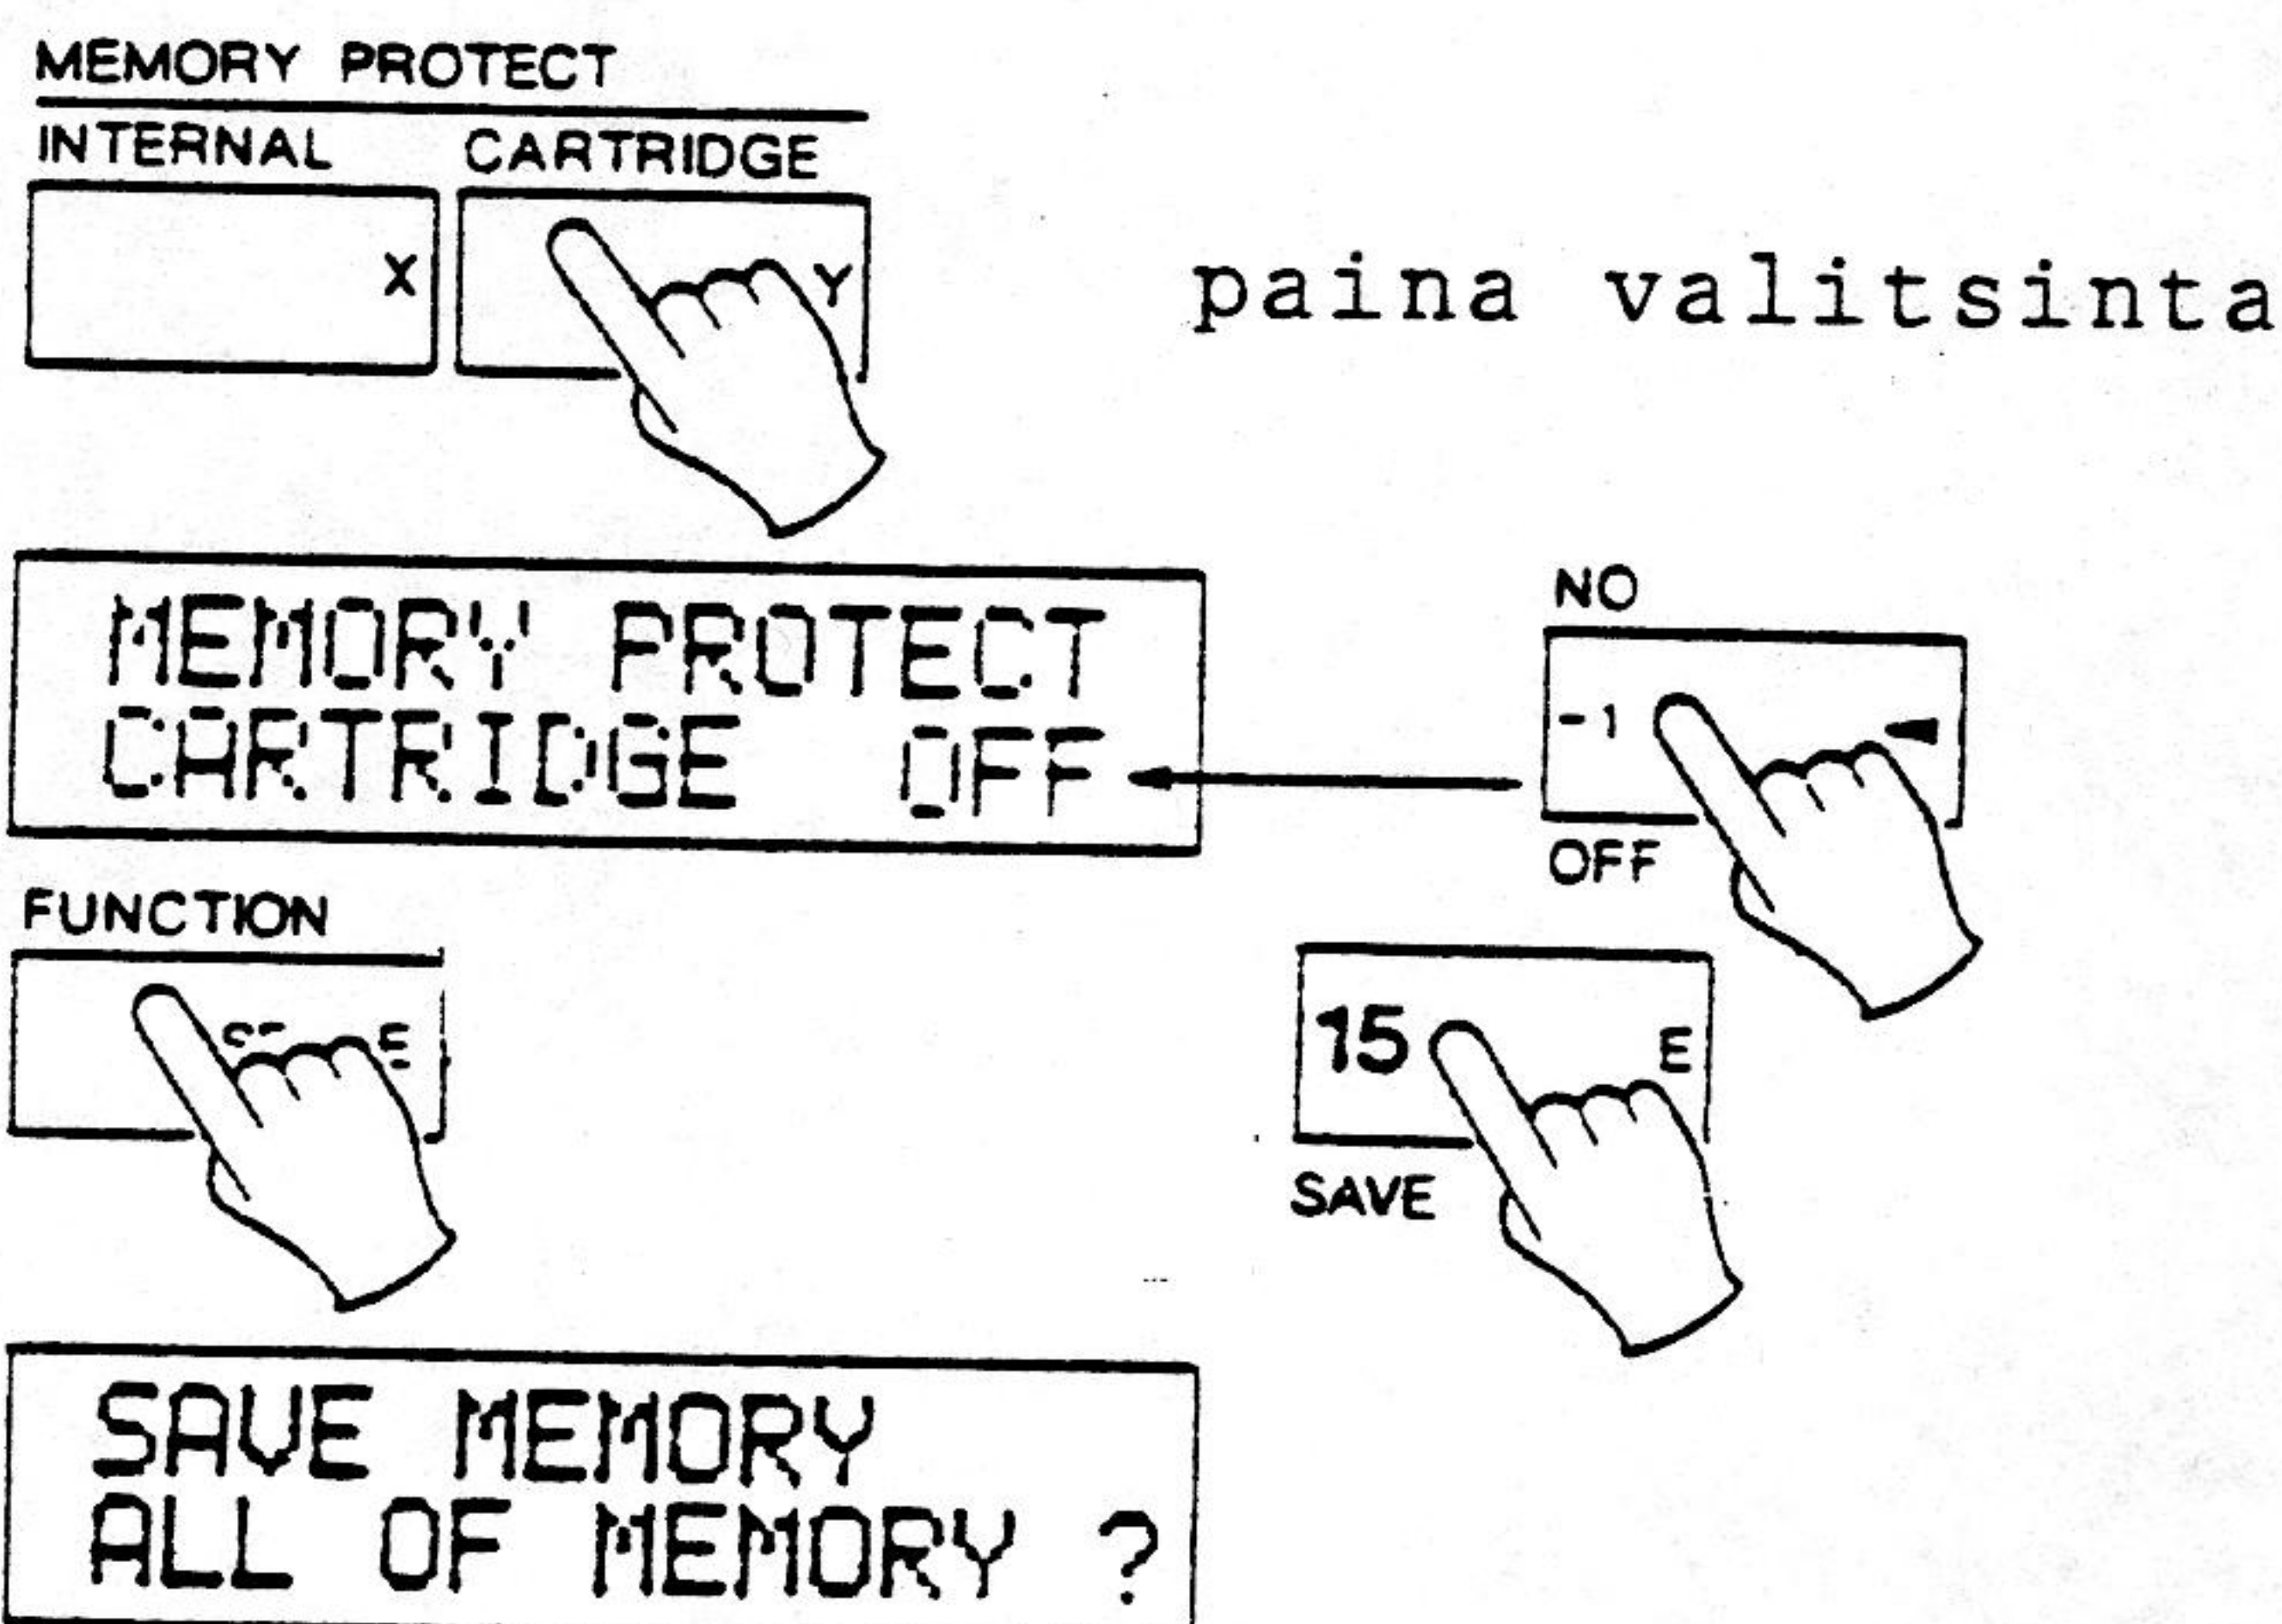 MEMORY PROTECT
INTERNAL CARTRIDGE
X Y
paina valitsinta
MEMORY PROTECT
CARTRIDGE OFF
NO
-1
OFF
FUNCTION
E
15 E
SAVE
SAVE MEMORY
ALL OF MEMORY ?